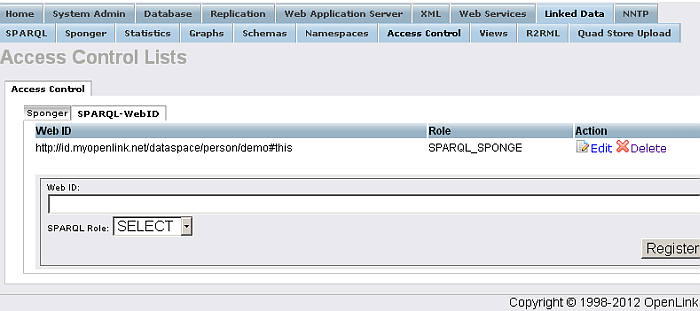 Home System Admin Database Replication Web Application Server XML Web Services Linked Data NNTP
SPARQL Sponger Statistics Graphs Schemas Namespaces Access Control Views R2RML Quad Store Upload
Access Control Lists
Access Control
Sponger SPARQL-WebID
Web ID Role Action
http://id.myopenlink.net/dataspace/person/demo#this SPARQL_SPONGE Edit Delete
Web ID:
SPARQL Role: SELECT
Register
Copyright © 1998-2012 OpenLink